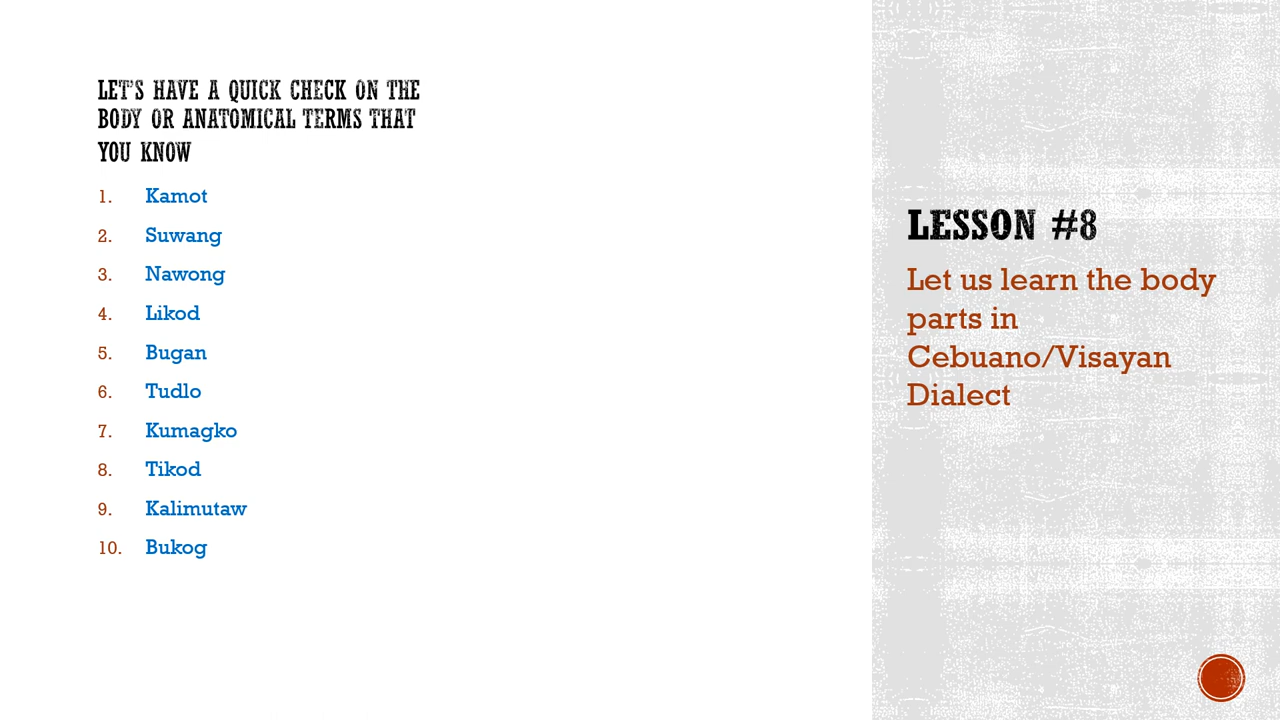 LET'S HAVE A QUICK CHECK ON THE
BODY OR ANATOMICAL TERMS THAT
YOU KNOW
1. Kamot
2. Suwang
3. Nawong
4. Likod
5. Bugan
6. Tudlo
7. Kumagko
8. Tikod
9. Kalimutaw
10. Bukog
LESSON #8
Let us learn the body
parts in
Cebuano/Visayan
Dialect